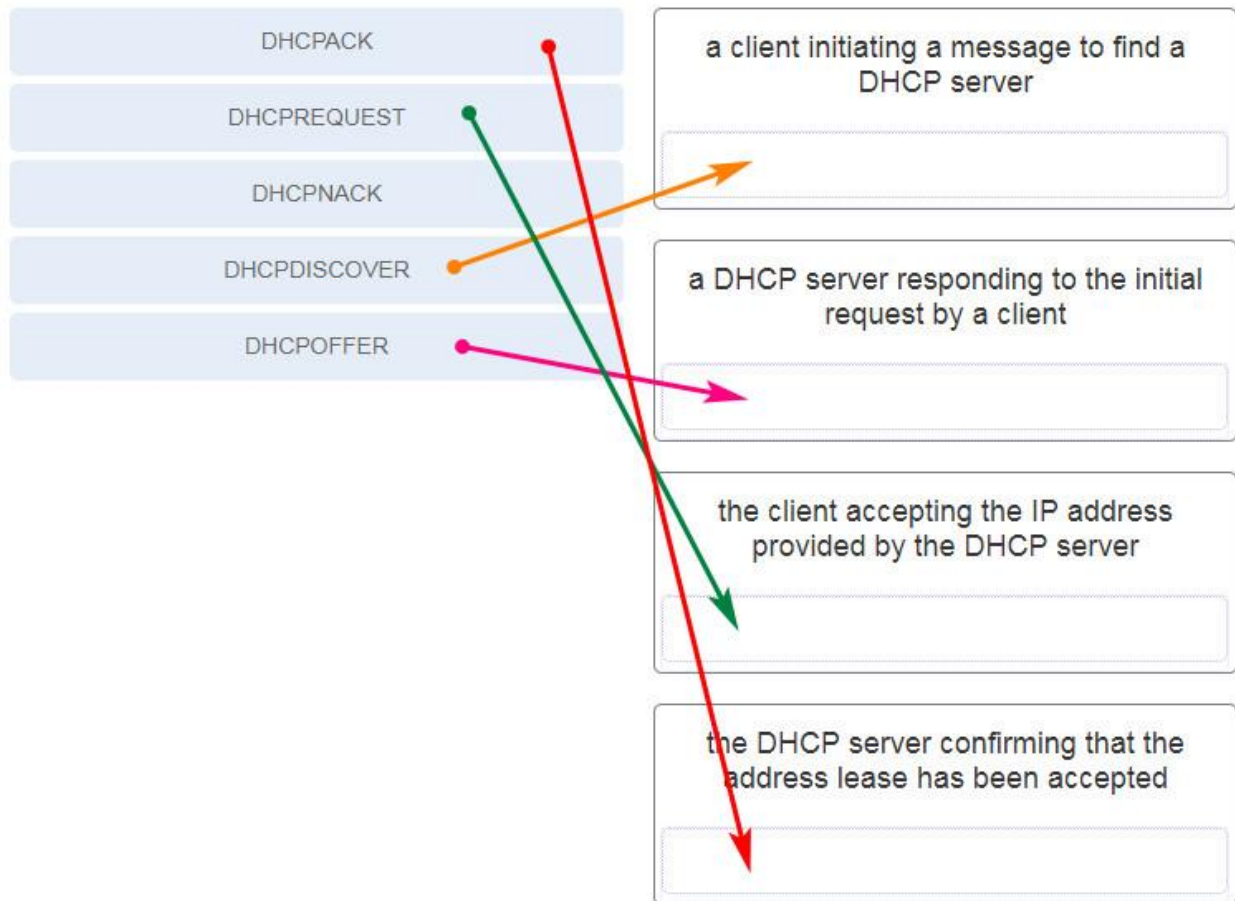 DHCPACK
DHCPREQUEST
DHCPNACK
DHCPDISCOVER
DHCPOFFER
a client initiating a message to find a
DHCP server
a DHCP server responding to the initial
request by a client
the client accepting the IP address
provided by the DHCP server
the DHCP server confirming that the
address lease has been accepted